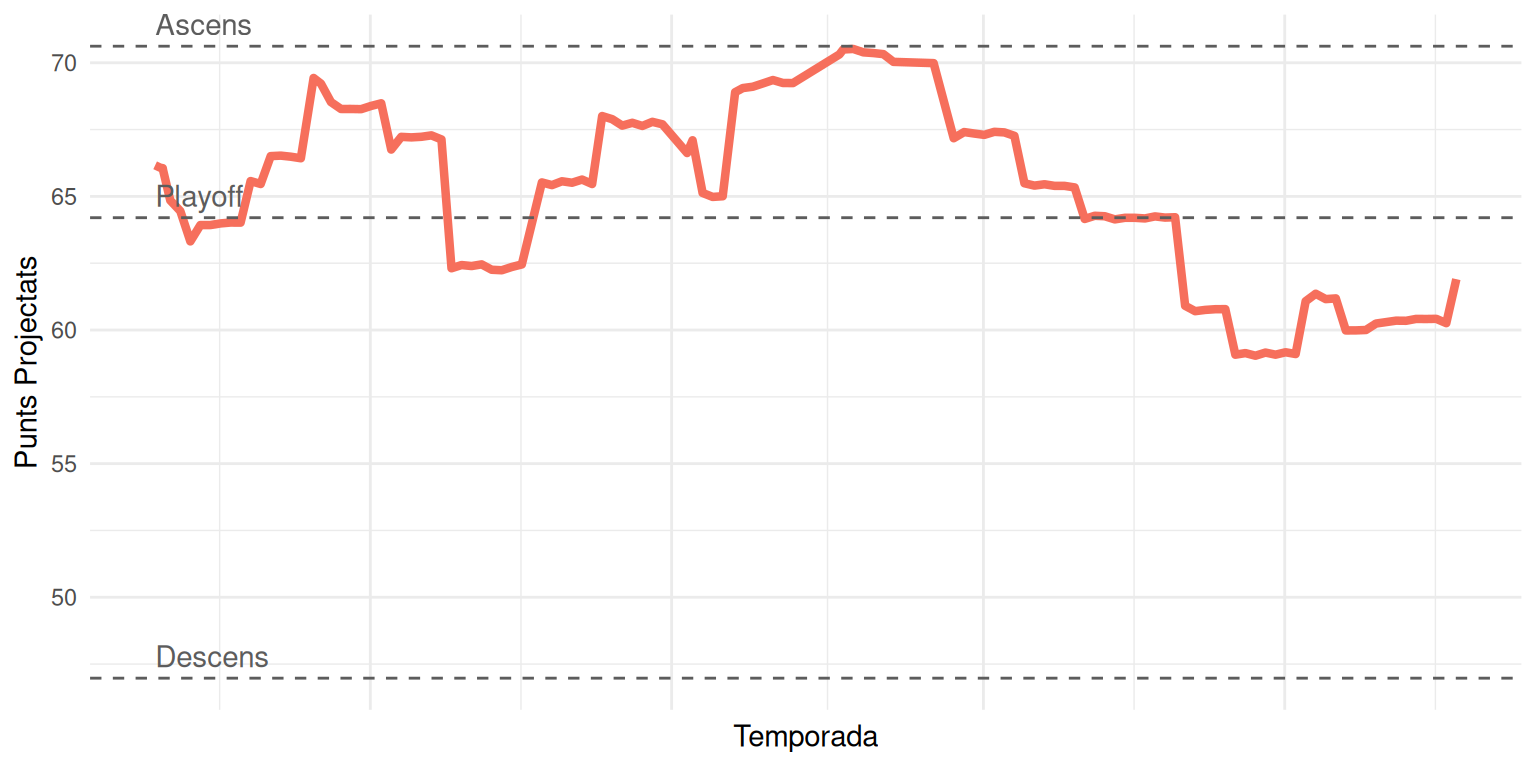 Ascens
70
Playoff
65
60
55
50
Descens
Punts Projectats
Temporada